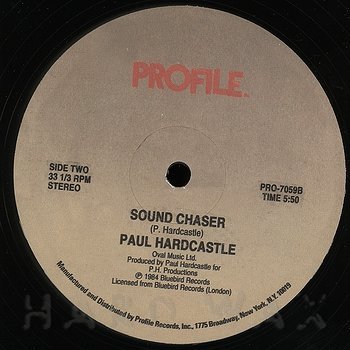 PROFILE.
SIDE TWO
33 1/3 RPM
STEREO
PRO-7059B
TIME 5:50
SOUND CHASER
(P. Hardcastle)
PAUL HARDCASTLE
Oval Music Ltd.
Produced by Paul Hardcastle for
P.H. Productions
Ⓟ 1984 Bluebird Records
Licensed from Bluebird Records (London)
Manufactured and Distributed by Profile Records, Inc., 1775 Broadway, New York, N.Y. 10019
HARD WAX